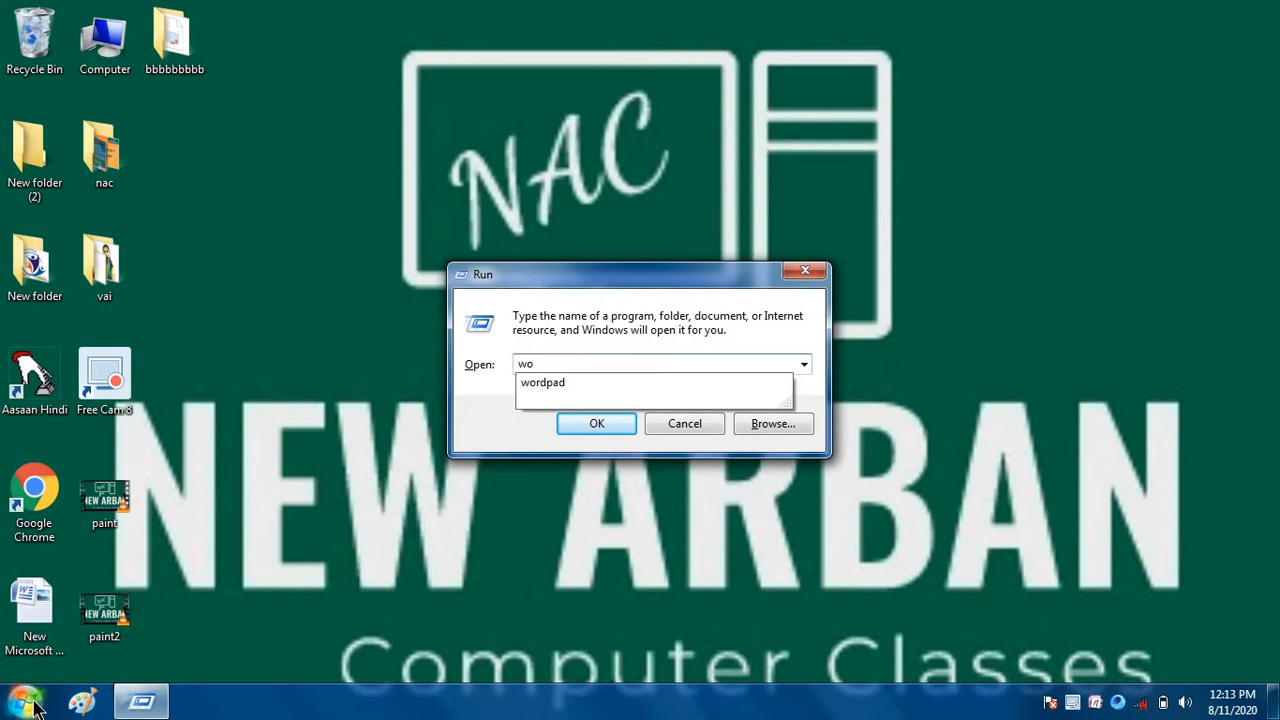 Recycle Bin
Computer
bbbbbbbbb
New folder (2)
nac
New folder
vai
Aasaan Hindi
Free Cam 8
Google Chrome
paint
New Microsoft ...
paint2
NAC
NEW ARBAN
Computer Classes
Run
Type the name of a program, folder, document, or Internet
resource, and Windows will open it for you.
Open: wo
wordpad
OK
Cancel
Browse...
12:13 PM
8/11/2020